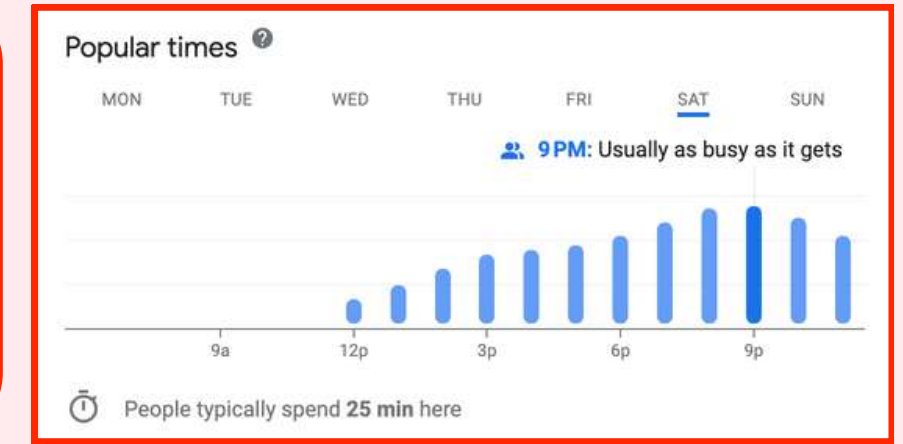 Popular times ?
MON TUE WED THU FRI SAT SUN
9 PM: Usually as busy as it gets
9a 12p 3p 6p 9p
People typically spend 25 min here